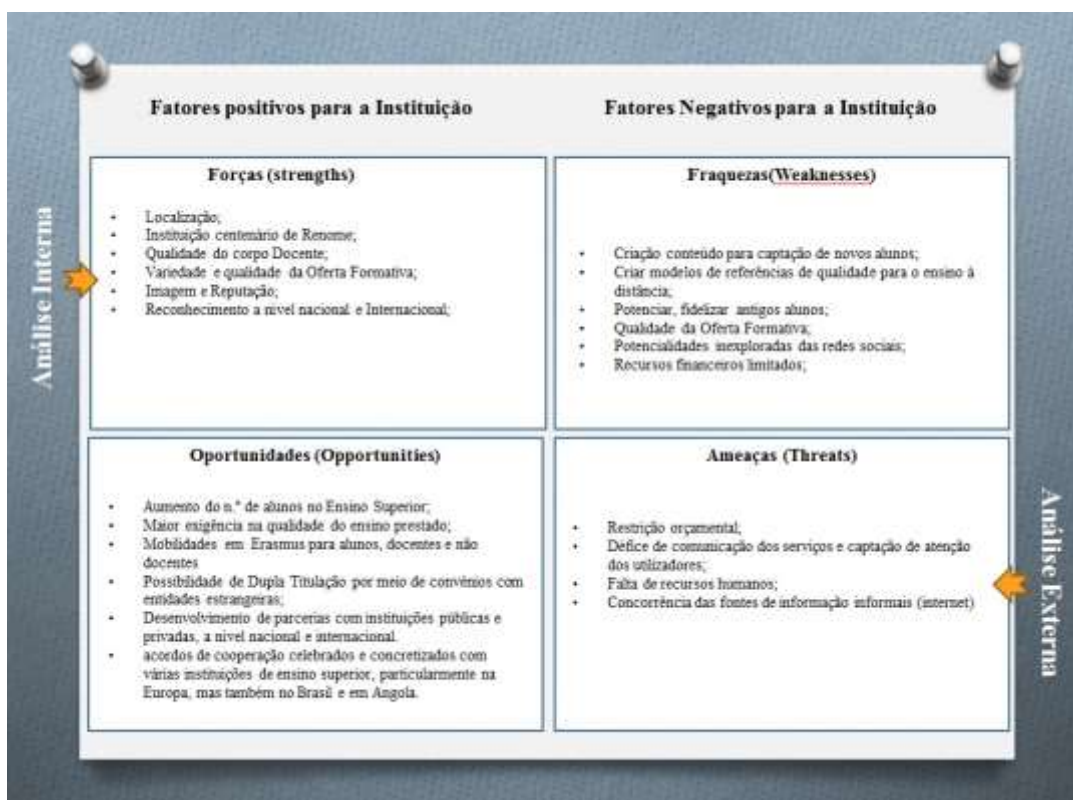 Fatores positivos para a Instituição
Fatores Negativos para a Instituição
Análise Interna
Forças (strengths)
• Localização;
• Instituição centenário de Renome;
• Qualidade do corpo Docente;
• Variedade e qualidade da Oferta Formativa;
• Imagem e Reputação;
• Reconhecimento a nivel nacional e Internacional;
Fraquezas(Weaknesses)
• Criação conteúdo para captação de novos alunos;
• Criar modelos de referências de qualidade para o ensino à
distância;
• Potenciar, fidelizar antigos alunos;
• Qualidade da Oferta Formativa;
• Potencialidades inexploradas das redes sociais;
• Recursos financeiros limitados;
Oportunidades (Opportunities)
• Aumento do n.º de alunos no Ensino Superior;
• Maior exigência na qualidade do ensino prestado;
• Mobilidades em Erasmus para alunos, docentes e não
docentes
• Possibilidade de Dupla Titulação por meio de convénios com
entidades estrangeiras;
• Desenvolvimento de parcerias com instituições públicas e
privadas, a nivel nacional e internacional.
• acordos de cooperação celebrados e concretizados com
várias instituições de ensino superior, particularmente na
Europa, mas também no Brasil e em Angola.
Ameaças (Threats)
• Restrição orçamental;
• Défice de comunicação dos serviços e captação de atenção
dos utilizadores;
• Falta de recursos humanos;
• Concorrência das fontes de informação informais (internet)
Análise Externa